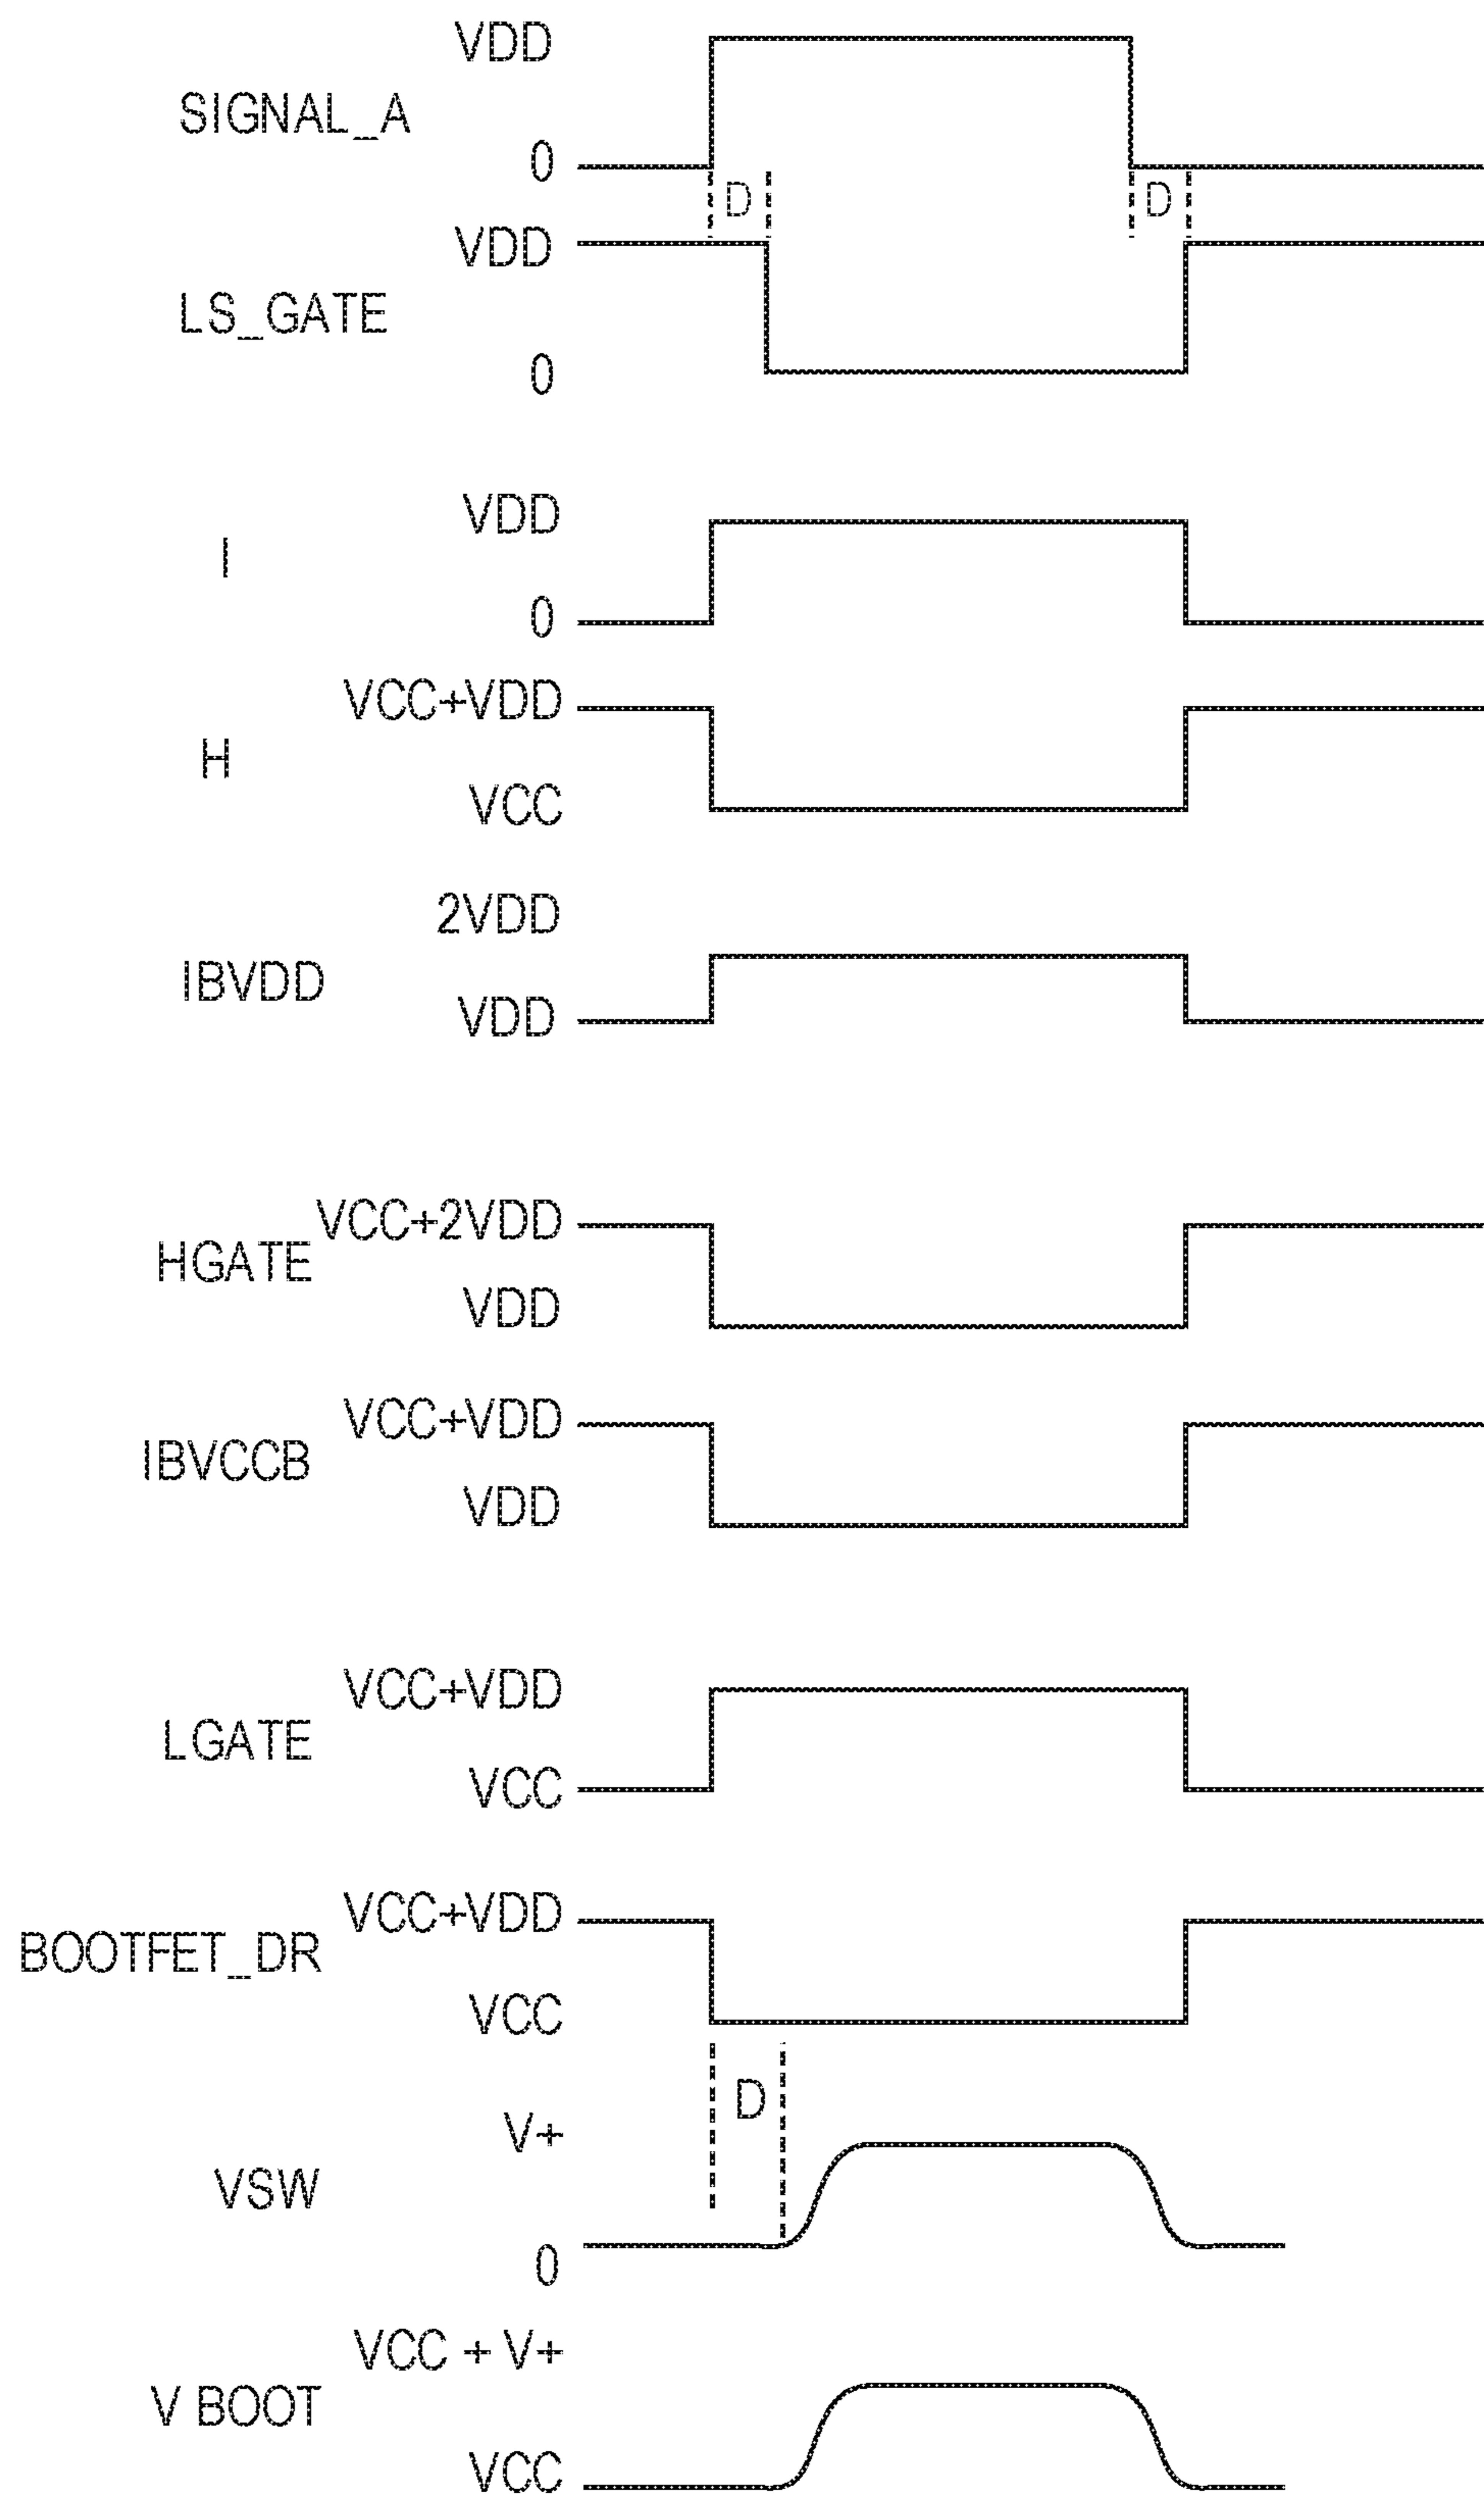 VDD
SIGNAL_A
0
D D
VDD
LS_GATE
0
VDD
I
0
VCC+VDD
H
VCC
2VDD
IBVDD
VDD
VCC+2VDD
HGATE
VDD
VCC+VDD
IBVCCB
VDD
VCC+VDD
LGATE
VCC
VCC+VDD
BOOTFET_DR
VCC
D
V+
VSW
0
VCC + V+
V BOOT
VCC